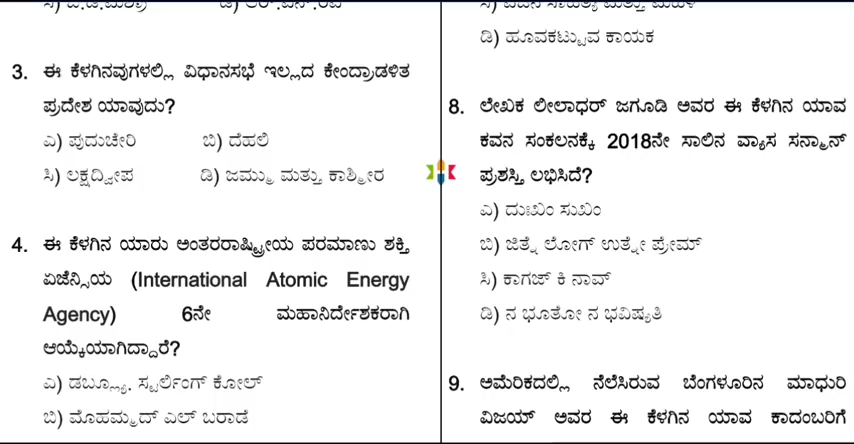 3. ಈ ಕೆಳಗಿನವುಗಳಲ್ಲಿ ವಿಧಾನಸಭೆ ಇಲ್ಲದ ಕೇಂದ್ರಾಡಳಿತ
ಪ್ರದೇಶ ಯಾವುದು?
ಎ) ಪುದುಚೇರಿ ಬಿ) ದೆಹಲಿ
ಸಿ) ಲಕ್ಷದ್ವೀಪ ಡಿ) ಜಮ್ಮು ಮತ್ತು ಕಾಶ್ಮೀರ
4. ಈ ಕೆಳಗಿನ ಯಾರು ಅಂತರರಾಷ್ಟ್ರೀಯ ಪರಮಾಣು ಶಕ್ತಿ
ಏಜೆನ್ಸಿಯ (International Atomic Energy
Agency) 6ನೇ ಮಹಾನಿರ್ದೇಶಕರಾಗಿ
ಆಯ್ಕೆಯಾಗಿದ್ದಾರೆ?
ಎ) ಡಬ್ಲ್ಯೂ. ಸ್ಟರ್ಲಿಂಗ್ ಕೋಲ್
ಬಿ) ಮೊಹಮ್ಮದ್ ಎಲ್ ಬರಾಡೆ
ಡಿ) ಹೂವಕಟ್ಟುವ ಕಾಯಕ
8. ಲೇಖಕ ಲೀಲಾಧರ್ ಜಗೂಡಿ ಅವರ ಈ ಕೆಳಗಿನ ಯಾವ
ಕವನ ಸಂಕಲನಕ್ಕೆ 2018ನೇ ಸಾಲಿನ ವ್ಯಾಸ ಸನ್ಮಾನ್
ಪ್ರಶಸ್ತಿ ಲಭಿಸಿದೆ?
ಎ) ದುಃಖಂ ಸುಖಂ
ಬಿ) ಜಿತ್ನೆ ಲೋಗ್ ಉತ್ನೇ ಪ್ರೇಮ್
ಸಿ) ಕಾಗಜ್ ಕಿ ನಾವ್
ಡಿ) ನ ಭೂತೋ ನ ಭವಿಷ್ಯತಿ
9. ಅಮೆರಿಕದಲ್ಲಿ ನೆಲೆಸಿರುವ ಬೆಂಗಳೂರಿನ ಮಾಧುರಿ
ವಿಜಯ್ ಅವರ ಈ ಕೆಳಗಿನ ಯಾವ ಕಾದಂಬರಿಗೆ